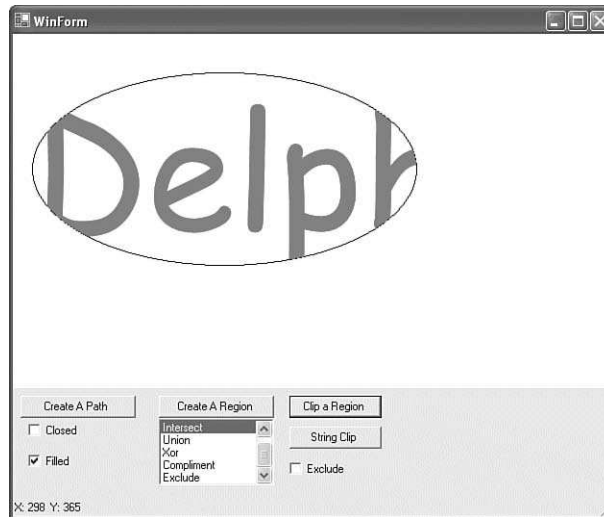 WinForm
Delph
Create A Path
Create A Region
Clip a Region
Closed
Intersect
Union
Xor
Compliment
Exclude
String Clip
Filled
Exclude
X: 298 Y: 365